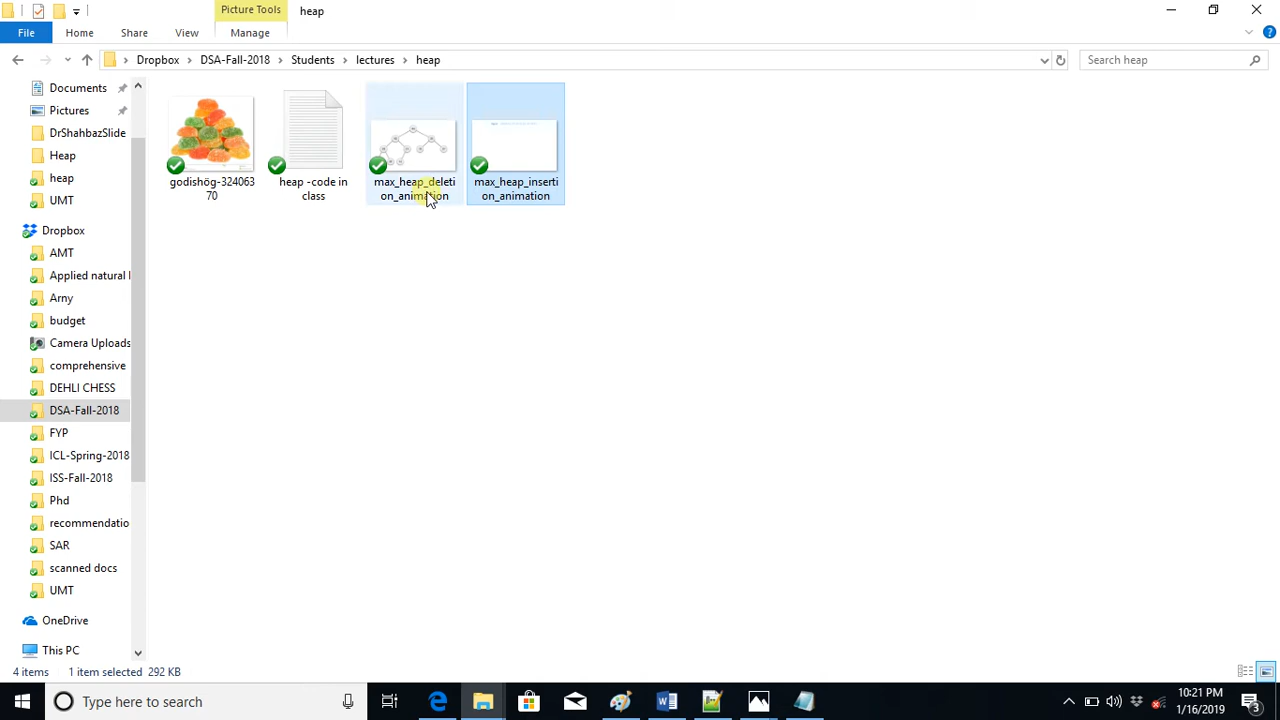 Picture Tools
heap
File
Home
Share
View
Manage
Dropbox
DSA-Fall-2018
Students
lectures
heap
Search heap
Documents
Pictures
DrShahbazSlide
Heap
heap
UMT
Dropbox
AMT
Applied natural l
Arny
budget
Camera Uploads
comprehensive
DEHLI CHESS
DSA-Fall-2018
FYP
ICL-Spring-2018
ISS-Fall-2018
Phd
recommendatio
SAR
scanned docs
UMT
OneDrive
This PC
godishög-324063
70
heap -code in
class
max_heap_deleti
on_animation
max_heap_inserti
on_animation
4 items
1 item selected 292 KB
Type here to search
10:21 PM
1/16/2019
3